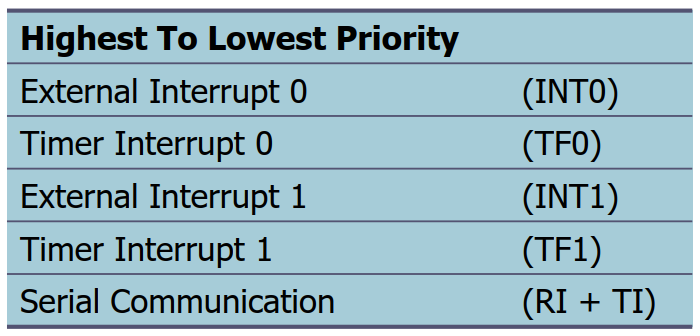 Highest To Lowest Priority
External Interrupt 0 (INT0)
Timer Interrupt 0 (TF0)
External Interrupt 1 (INT1)
Timer Interrupt 1 (TF1)
Serial Communication (RI + TI)